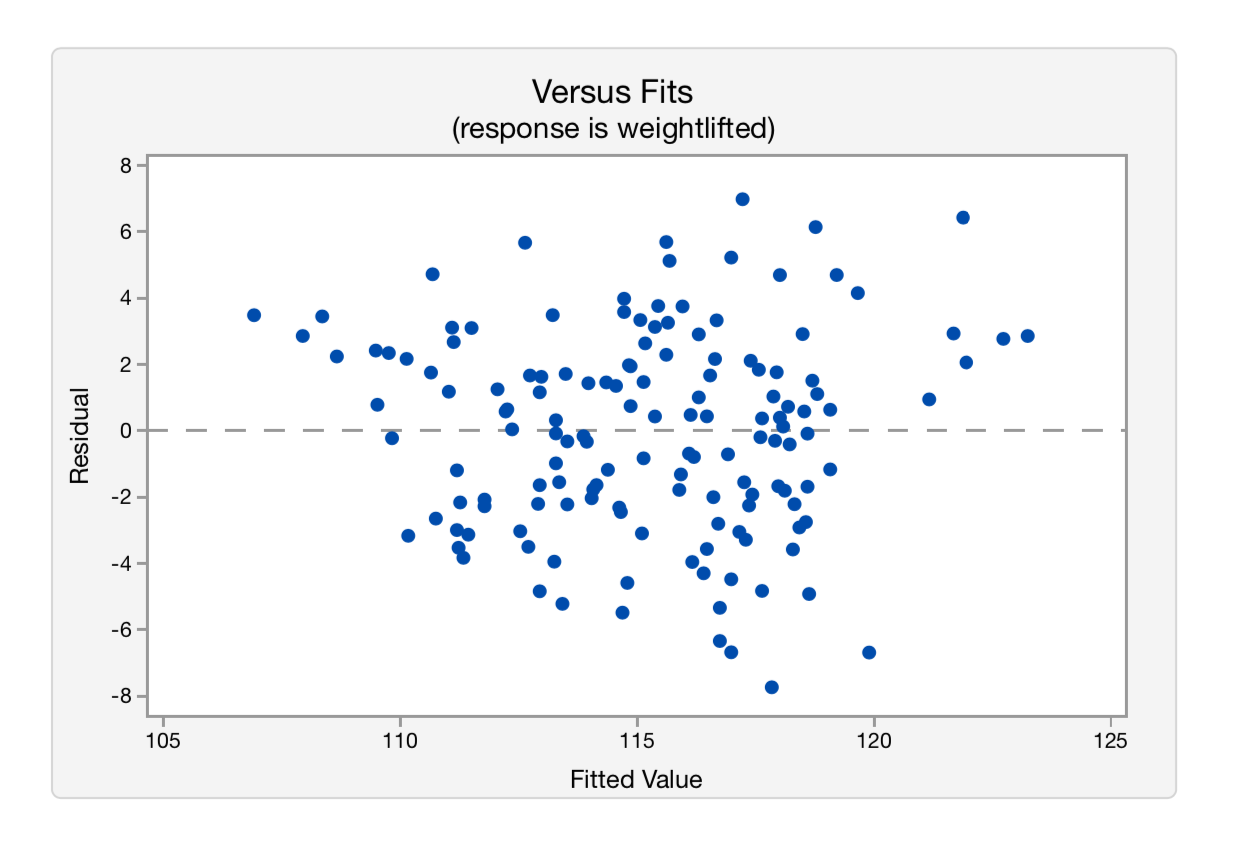 Versus Fits
(response is weightlifted)
8
6
4
2
0
-2
-4
-6
-8
Residual
105 110 115 120 125
Fitted Value